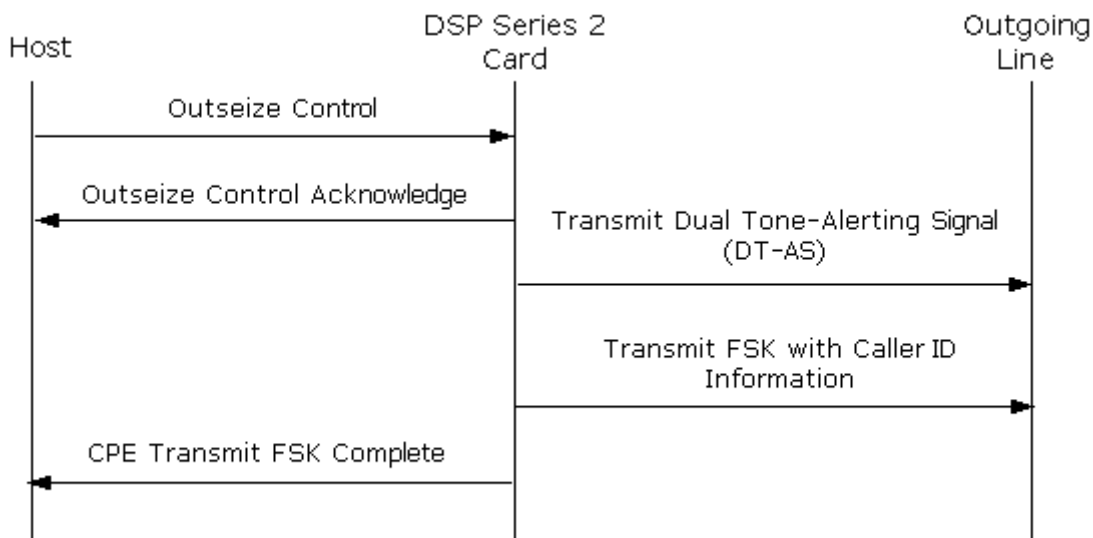 Host
DSP Series 2
Card
Outgoing
Line
Outseize Control
Outseize Control Acknowledge
Transmit Dual Tone-Alerting Signal
(DT-AS)
Transmit FSK with Caller ID
Information
CPE Transmit FSK Complete